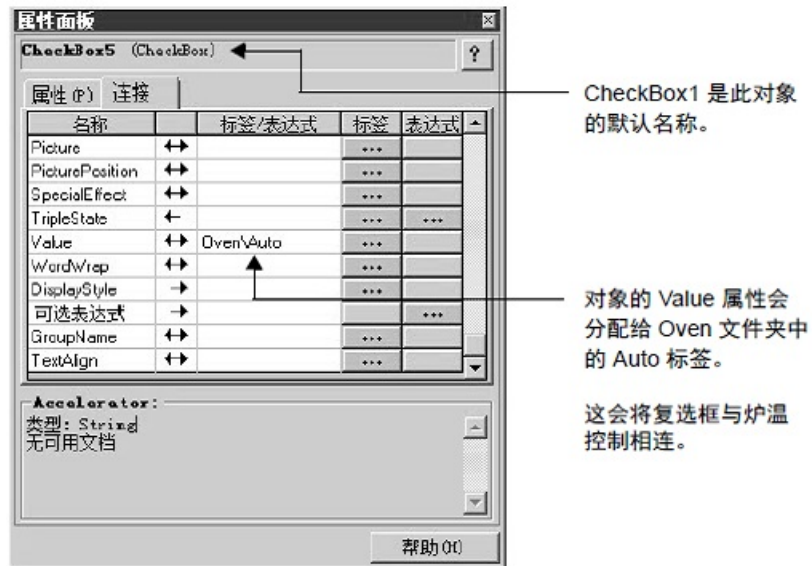 属性面板
CheckBox5 (CheckBox)
?
属性(P) 连接
名称 标签/表达式 标签 表达式
Picture ↔ ...
PicturePosition ↔ ...
SpecialEffect ↔ ...
TripleState ← ... ...
Value ↔ Oven\Auto ...
WordWrap ↔ ...
DisplayStyle → ...
可选表达式 → ...
GroupName ↔ ...
TextAlign ↔ ...
Accelerator:
类型: String
无可用文档
帮助(H)
CheckBox1 是此对象
的默认名称。
对象的 Value 属性会
分配给 Oven 文件夹中
的 Auto 标签。
这会将复选框与炉温
控制相连。